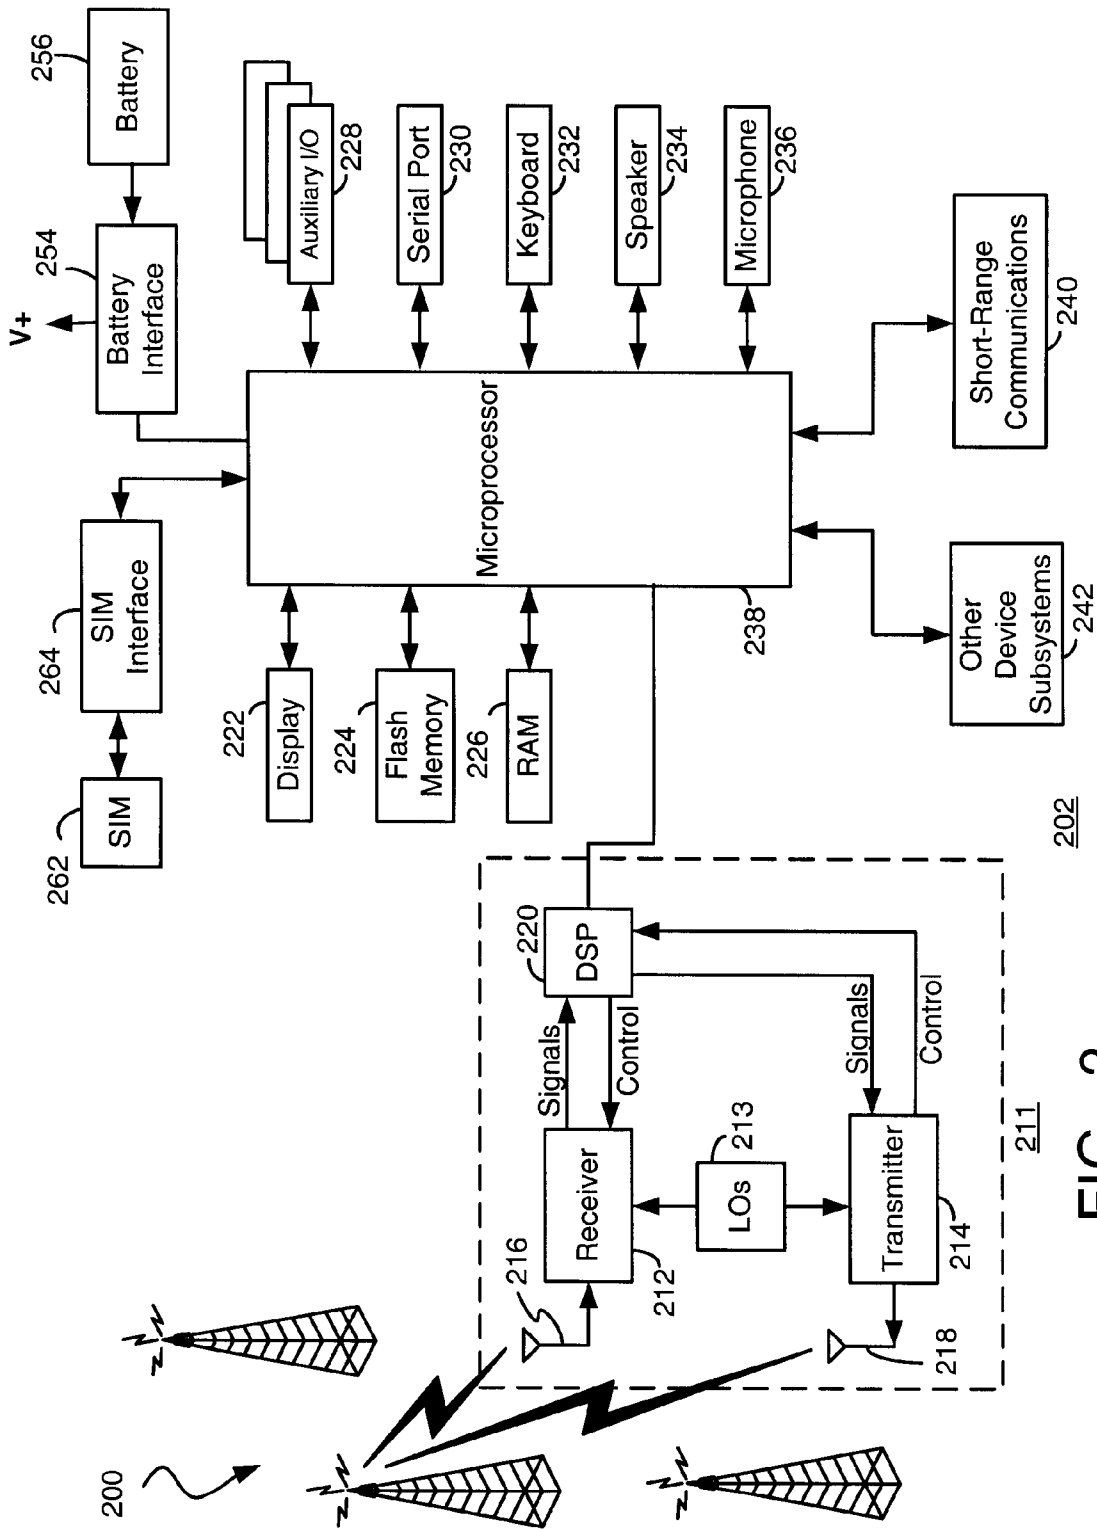 200
262
SIM
264
SIM
Interface
V+
254
Battery
Interface
256
Battery
222
Display
224
Flash
Memory
226
RAM
Microprocessor
238
Auxiliary I/O
228
Serial Port
230
Keyboard
232
Speaker
234
Microphone
236
216
Receiver
212
Signals
Control
220
DSP
LOs
213
218
Transmitter
214
Signals
Control
211
202
Other
Device
Subsystems
242
Short-Range
Communications
240